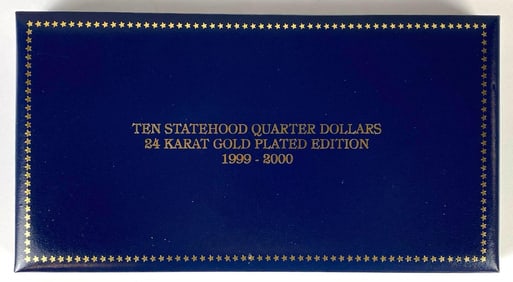 TEN STATEHOOD QUARTER DOLLARS
24 KARAT GOLD PLATED EDITION
1999 - 2000